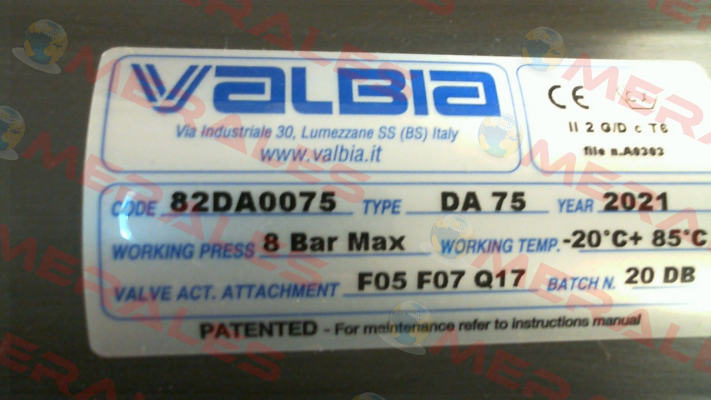 VALBIA
Via Industriale 30, Lumezzane SS (BS) Italy
www.valbia.it
CE Ex
II 2 G/D c T6
file n.A0303
CODE 82DA0075 TYPE DA 75 YEAR 2021
WORKING PRESS 8 Bar Max WORKING TEMP. -20°C+ 85°C
VALVE ACT. ATTACHMENT F05 F07 Q17 BATCH N. 20 DB
PATENTED - For maintenance refer to instructions manual
MERALES